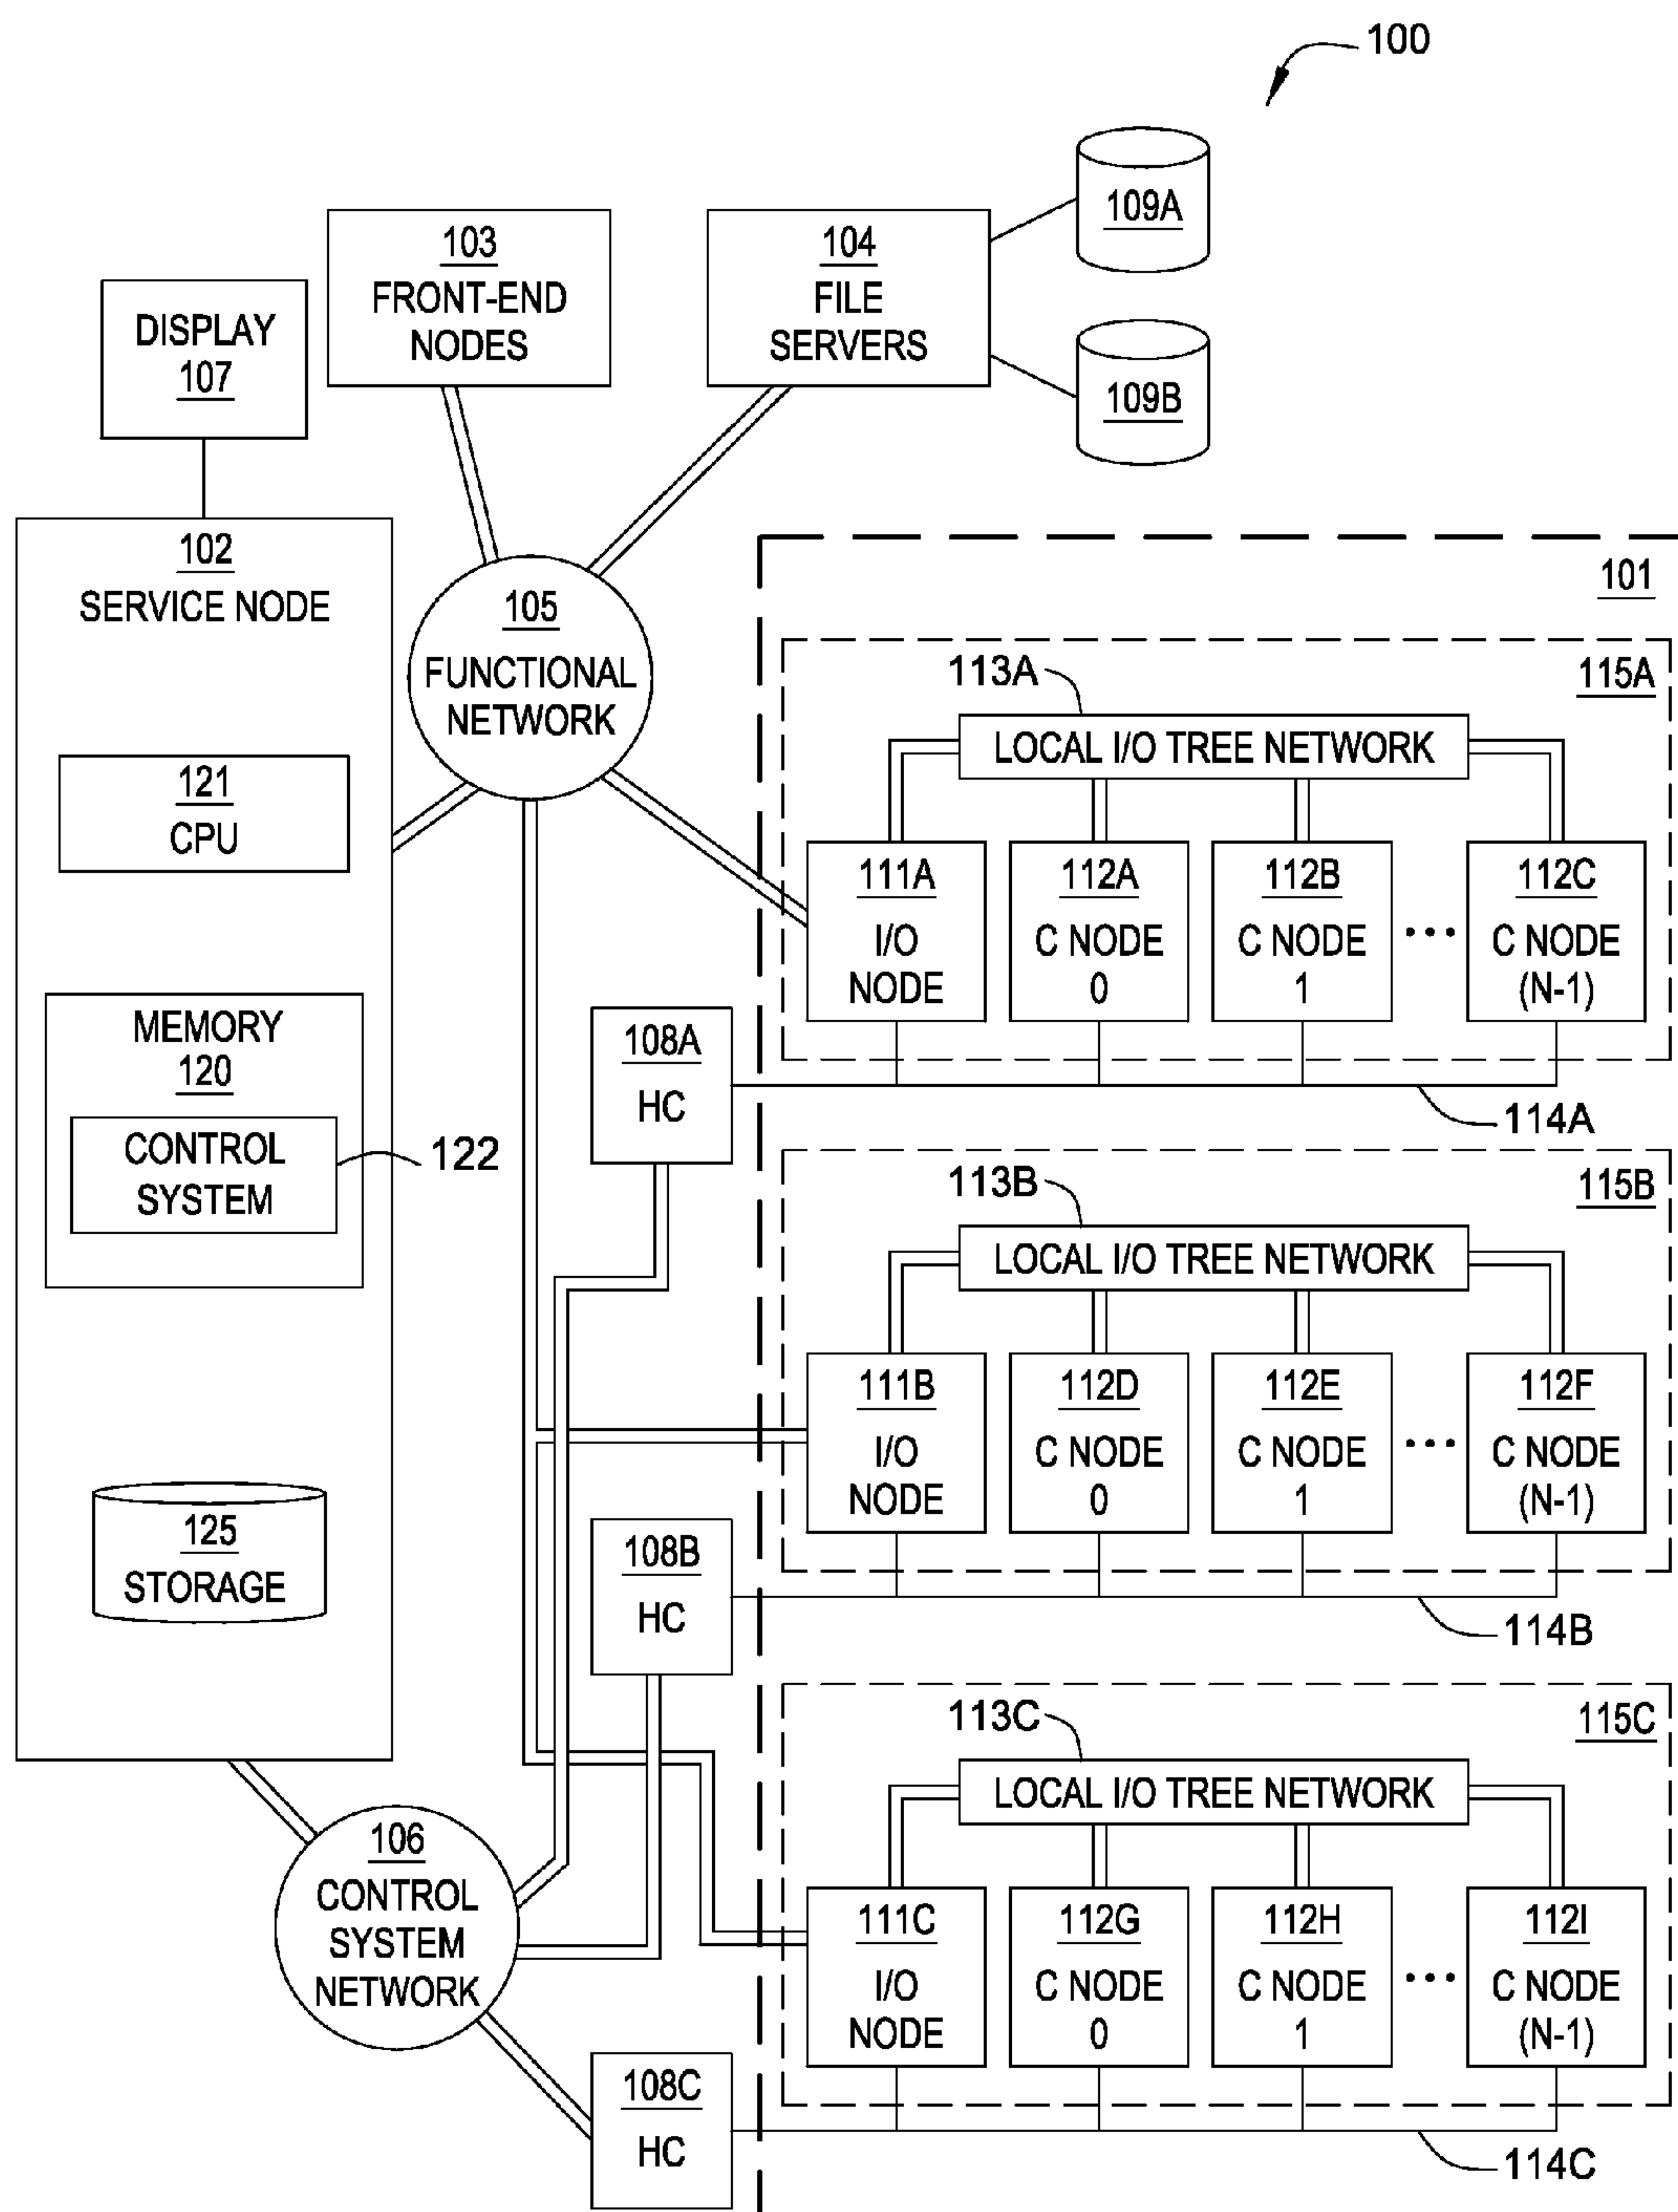 100
109A
109B
103
FRONT-END
NODES
104
FILE
SERVERS
DISPLAY
107
102
SERVICE NODE
121
CPU
MEMORY
120
CONTROL
SYSTEM
122
125
STORAGE
105
FUNCTIONAL
NETWORK
106
CONTROL
SYSTEM
NETWORK
108A
HC
108B
HC
108C
HC
101
115A
113A
LOCAL I/O TREE NETWORK
111A
I/O
NODE
112A
C NODE
0
112B
C NODE
1
...
112C
C NODE
(N-1)
114A
115B
113B
LOCAL I/O TREE NETWORK
111B
I/O
NODE
112D
C NODE
0
112E
C NODE
1
...
112F
C NODE
(N-1)
114B
115C
113C
LOCAL I/O TREE NETWORK
111C
I/O
NODE
112G
C NODE
0
112H
C NODE
1
...
112I
C NODE
(N-1)
114C